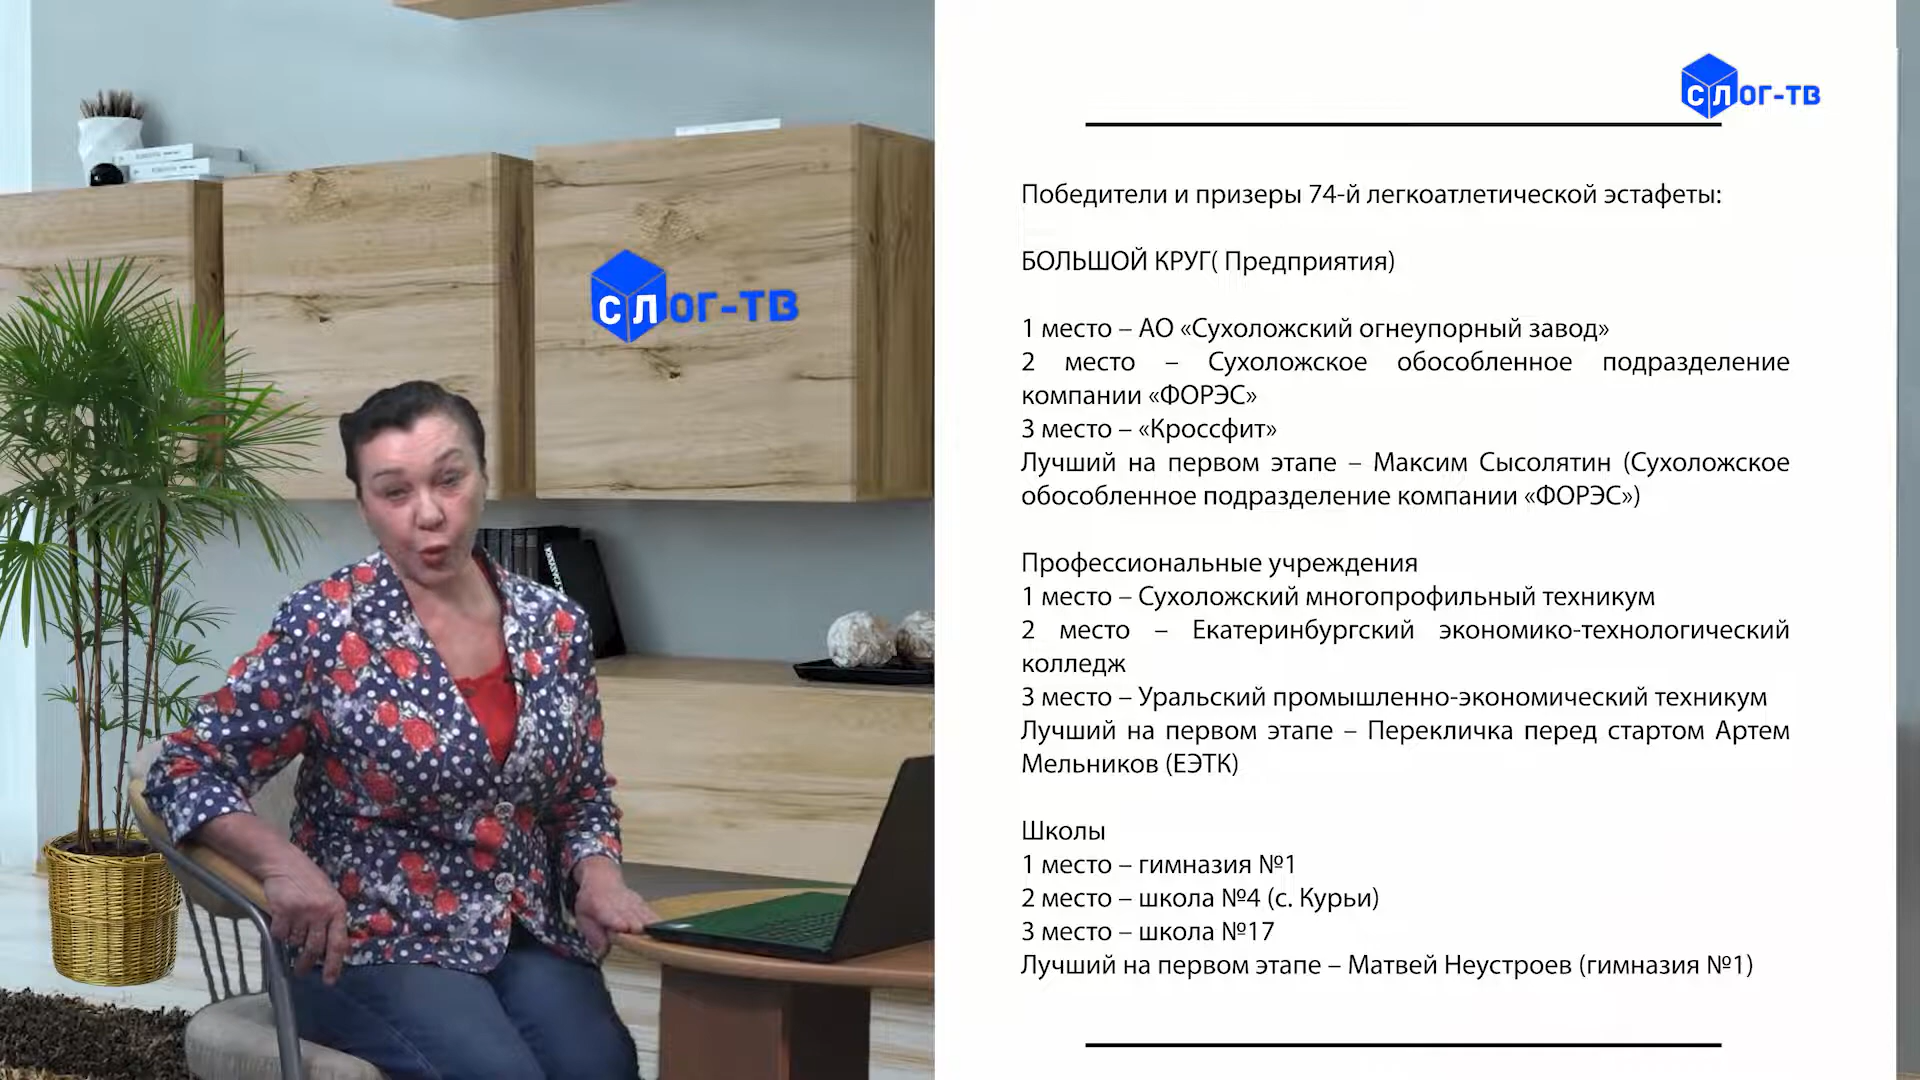 СЛОГ-ТВ
СЛОГ-ТВ
Победители и призеры 74-й легкоатлетической эстафеты:
БОЛЬШОЙ КРУГ( Предприятия)
1 место – АО «Сухоложский огнеупорный завод»
2 место – Сухоложское обособленное подразделение
компании «ФОРЭС»
3 место – «Кроссфит»
Лучший на первом этапе – Максим Сысолятин (Сухоложское
обособленное подразделение компании «ФОРЭС»)
Профессиональные учреждения
1 место – Сухоложский многопрофильный техникум
2 место – Екатеринбургский экономико-технологический
колледж
3 место – Уральский промышленно-экономический техникум
Лучший на первом этапе – Перекличка перед стартом Артем
Мельников (ЕЭТК)
Школы
1 место – гимназия №1
2 место – школа №4 (с. Курьи)
3 место – школа №17
Лучший на первом этапе – Матвей Неустроев (гимназия №1)